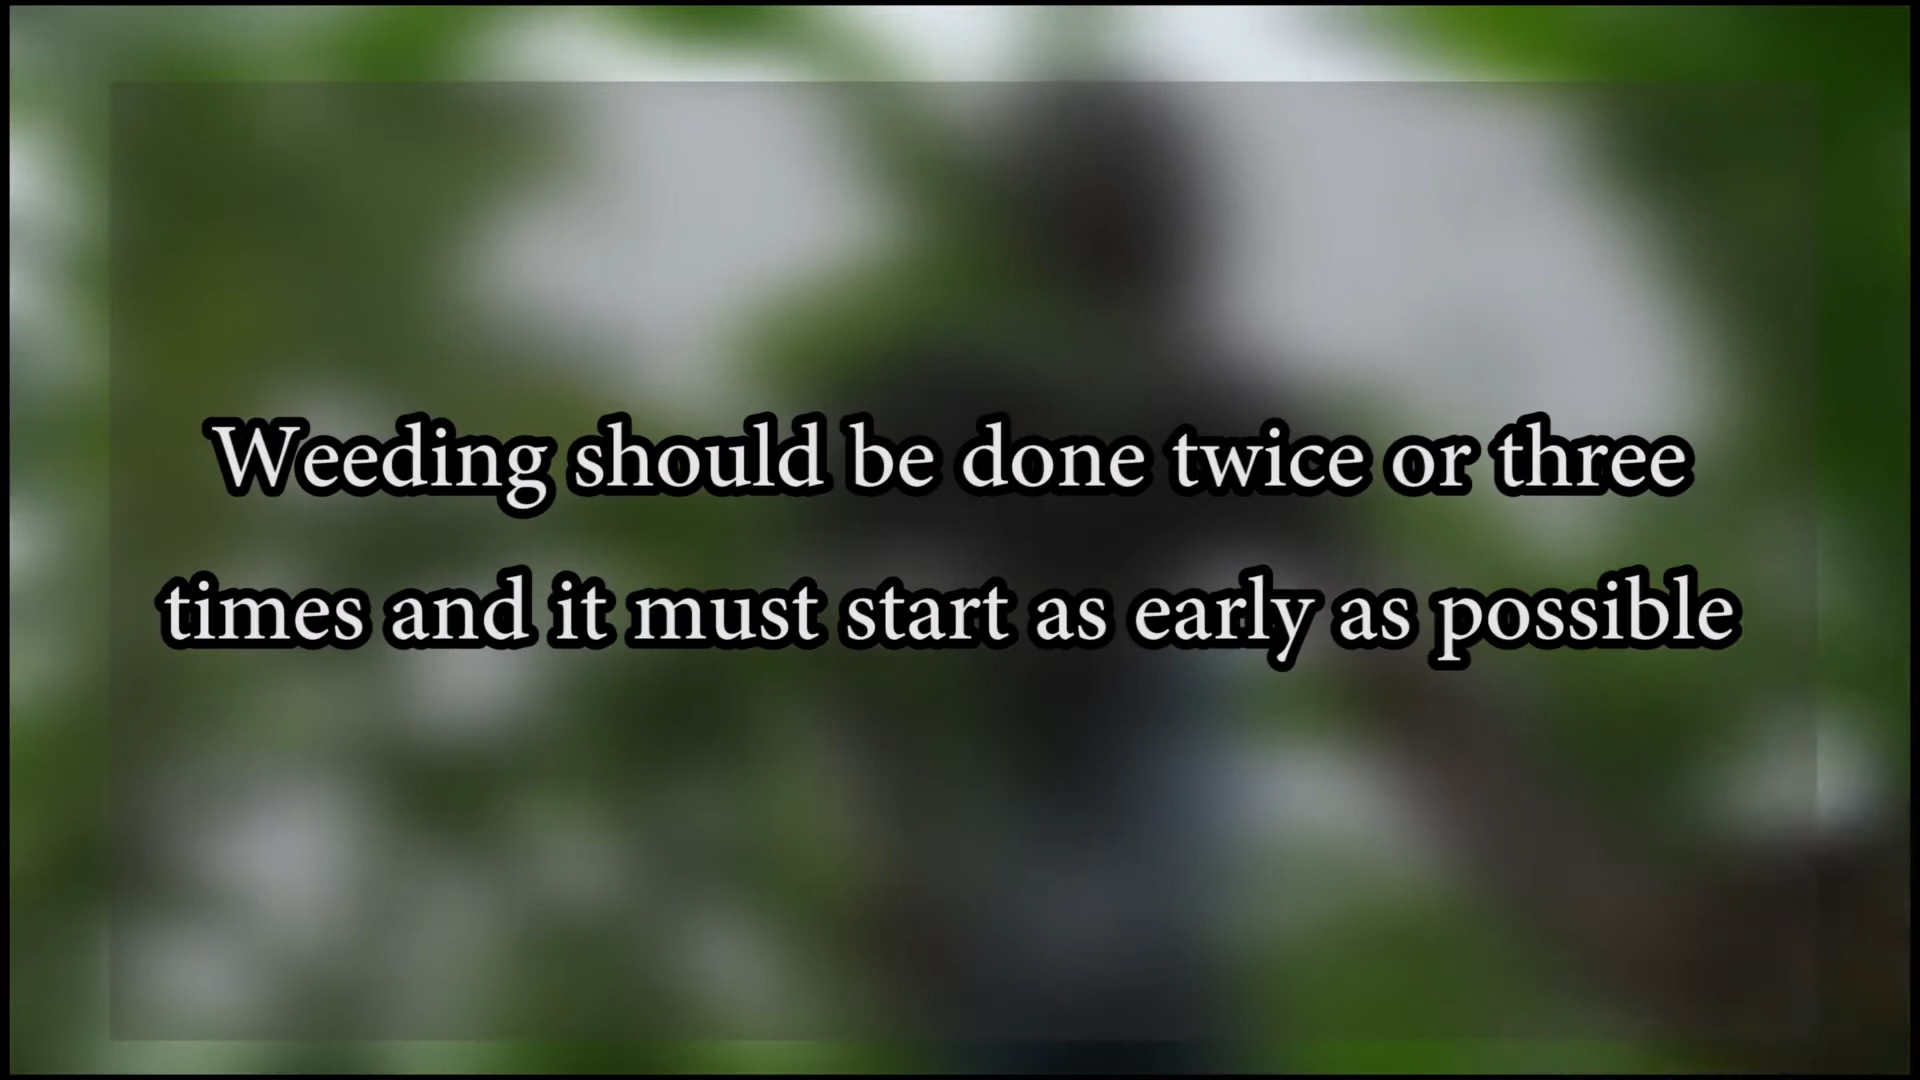 Weeding should be done twice or three
times and it must start as early as possible